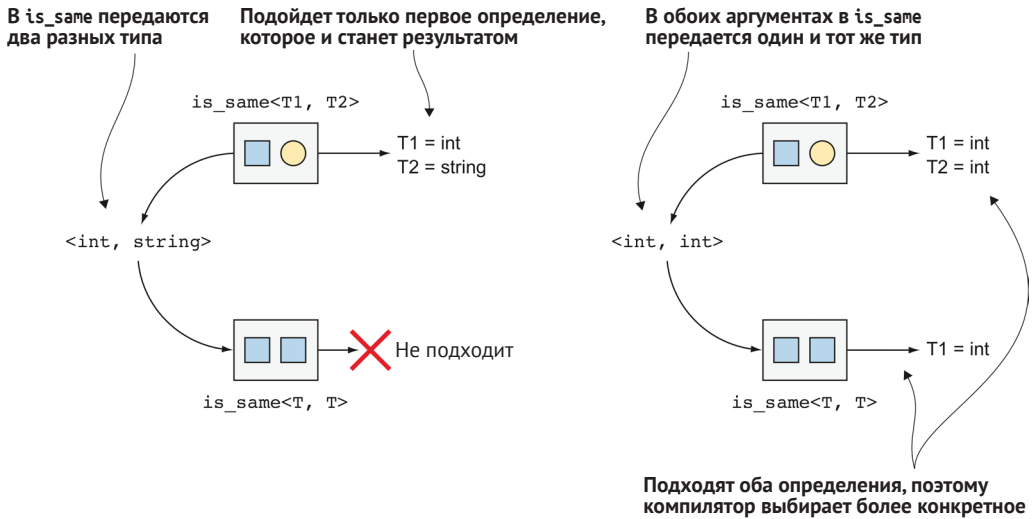 В is_same передаются
два разных типа
Подойдет только первое определение,
которое и станет результатом
is_same<T1, T2>
T1 = int
T2 = string
<int, string>
Не подходит
is_same<T, T>
В обоих аргументах в is_same
передается один и тот же тип
is_same<T1, T2>
T1 = int
T2 = int
<int, int>
T1 = int
is_same<T, T>
Подходят оба определения, поэтому
компилятор выбирает более конкретное